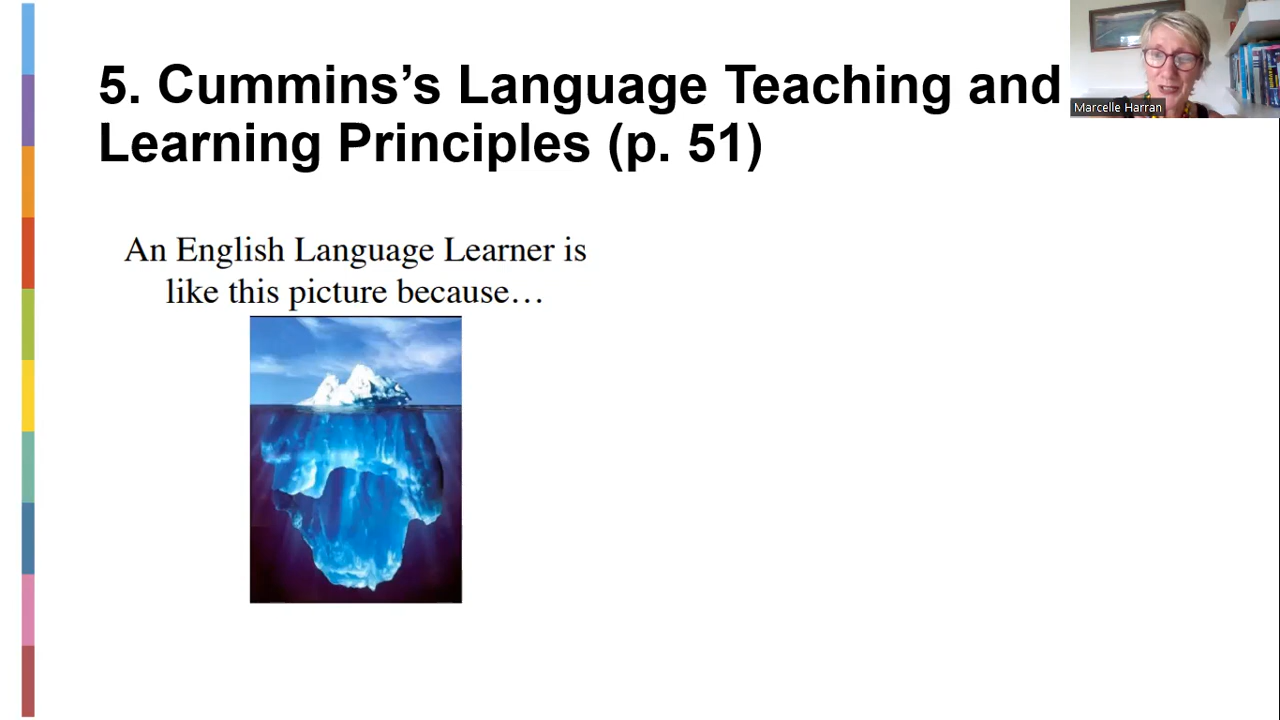 5. Cummins’s Language Teaching and
Learning Principles (p. 51)
Marcelle Harran
An English Language Learner is
like this picture because…